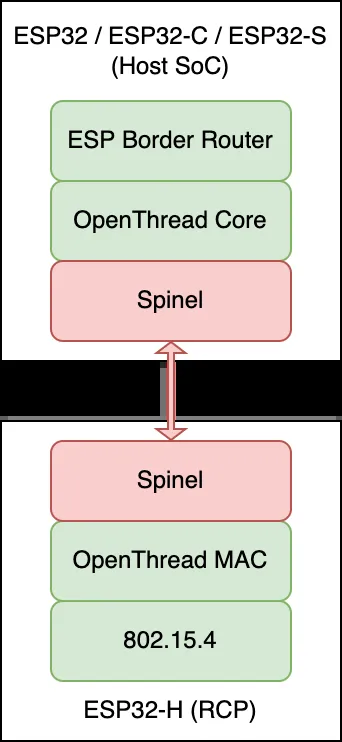 ESP32 / ESP32-C / ESP32-S
(Host SoC)
ESP Border Router
OpenThread Core
Spinel
Spinel
OpenThread MAC
802.15.4
ESP32-H (RCP)